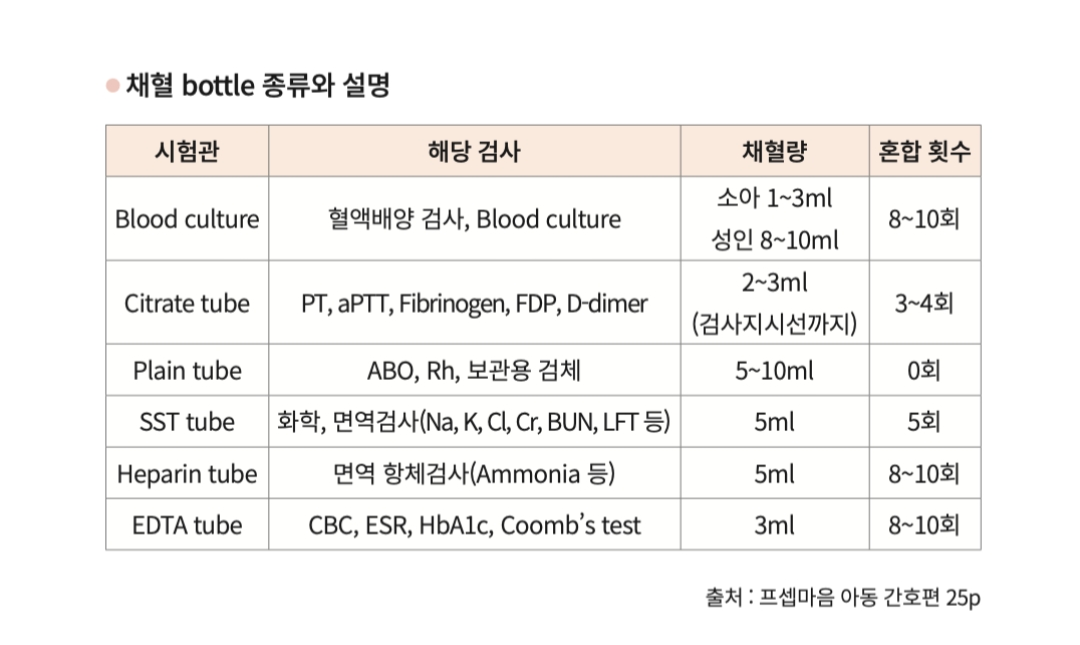 채혈 bottle 종류와 설명
시험관 해당 검사 채혈량 혼합 횟수
Blood culture 혈액배양 검사, Blood culture 소아 1~3ml 성인 8~10ml 8~10회
Citrate tube PT, aPTT, Fibrinogen, FDP, D-dimer 2~3ml (검사지시선까지) 3~4회
Plain tube ABO, Rh, 보관용 검체 5~10ml 0회
SST tube 화학, 면역검사(Na, K, Cl, Cr, BUN, LFT 등) 5ml 5회
Heparin tube 면역 항체검사(Ammonia 등) 5ml 8~10회
EDTA tube CBC, ESR, HbA1c, Coomb’s test 3ml 8~10회
출처 : 프셉마음 아동 간호편 25p